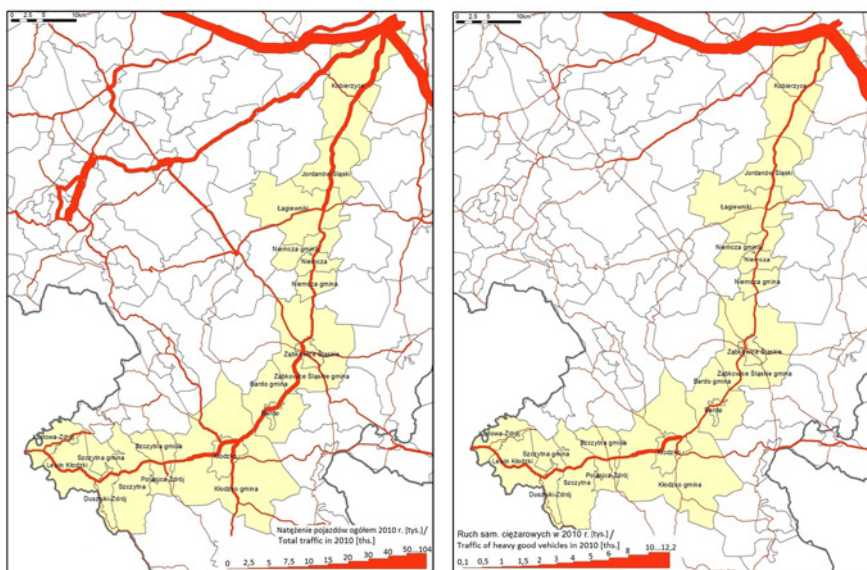 0 2.5 5 10km
Kobierzyce
Jordanów Śląski
Łagiewniki
Niemcza gmina
Niemcza
Niemcza gmina
Ząbkowice Śląskie
Ząbkowice Śląskie gmina
Bardo gmina
Bardo
Szczytna gmina
Kłodzko
Szczytna gmina
Lewin Kłodzki
Polanica-Zdrój
Szczytna
Kłodzko gmina
Duszniki-Zdrój
Natężenie pojazdów ogółem 2010 r. [tys.]/
Total traffic in 2010 [ths.]
0 2,5 5 7,5 10 15 20 30 40 50...104
0 2.5 5 10km
Kobierzyce
Jordanów Śląski
Łagiewniki
Niemcza gmina
Niemcza
Niemcza gmina
Ząbkowice Śląskie
Ząbkowice Śląskie gmina
Bardo gmina
Bardo
Szczytna gmina
Kłodzko
Szczytna gmina
Lewin Kłodzki
Polanica-Zdrój
Szczytna
Kłodzko gmina
Duszniki-Zdrój
Ruch sam. ciężarowych w 2010 r. [tys.]/
Traffic of heavy good vehicles in 2010 [ths.]
0,1 0,5 1 2 3 4 5 6 8 10...12,2